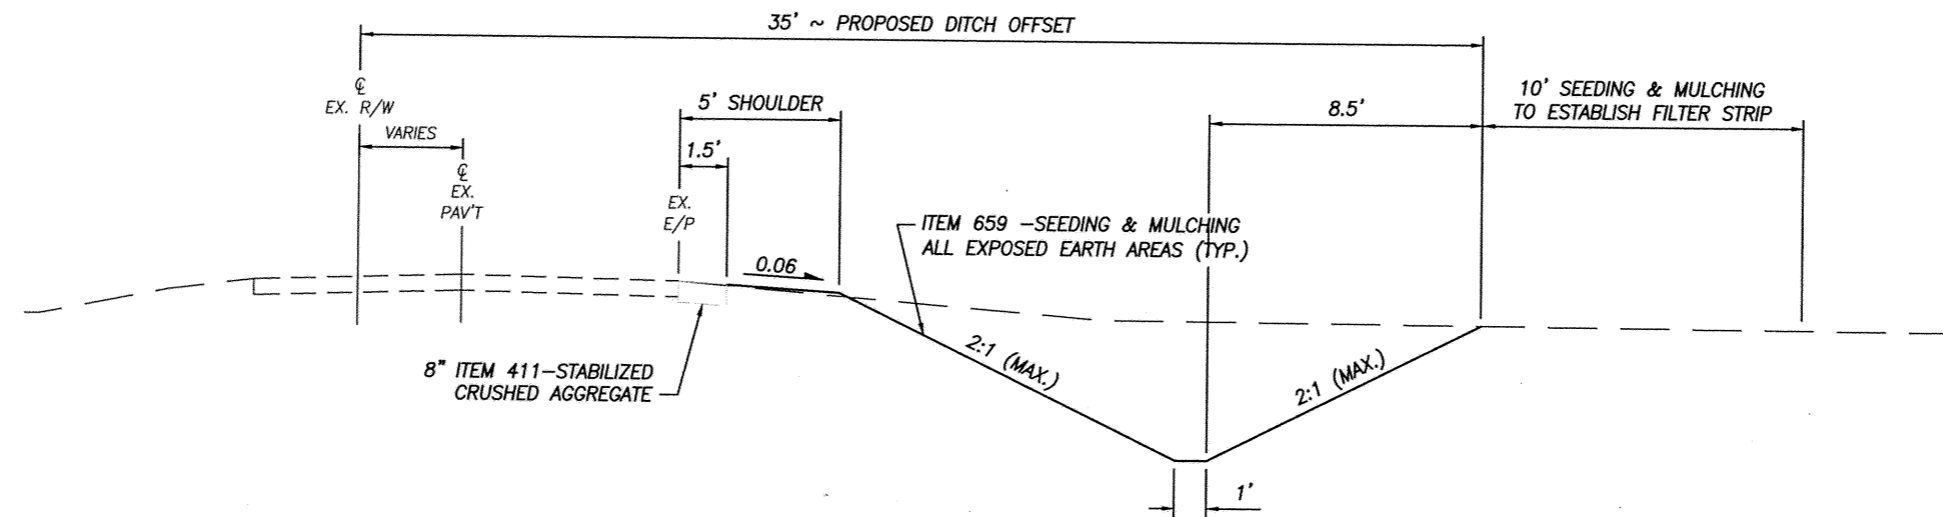 35' ~ PROPOSED DITCH OFFSET
℄
EX. R/W
VARIES
℄
EX.
PAV'T
5' SHOULDER
1.5'
EX.
E/P
8.5'
10' SEEDING & MULCHING
TO ESTABLISH FILTER STRIP
ITEM 659 -SEEDING & MULCHING
ALL EXPOSED EARTH AREAS (TYP.)
0.06
8" ITEM 411-STABILIZED
CRUSHED AGGREGATE
2:1 (MAX.)
2:1 (MAX.)
1'